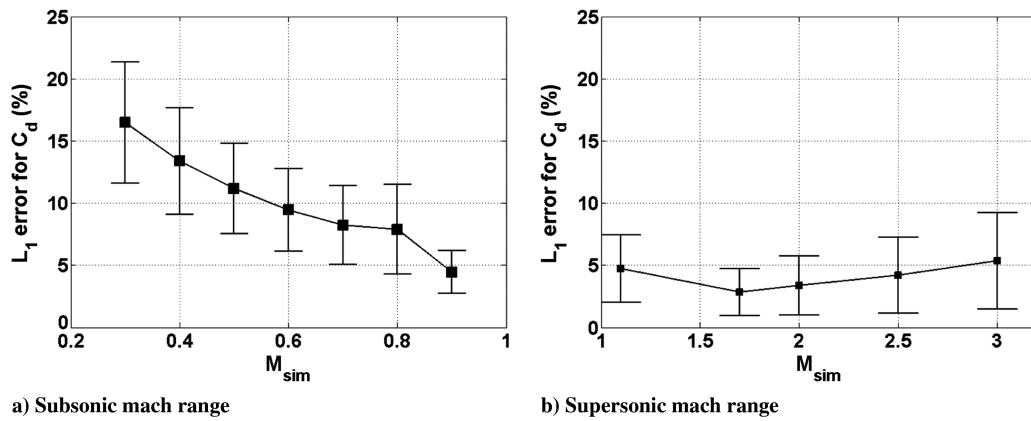 25
20
15
10
5
0
0.2 0.4 0.6 0.8 1
L1 error for Cd (%)
Msim
a) Subsonic mach range
25
20
15
10
5
0
1 1.5 2 2.5 3
L1 error for Cd (%)
Msim
b) Supersonic mach range